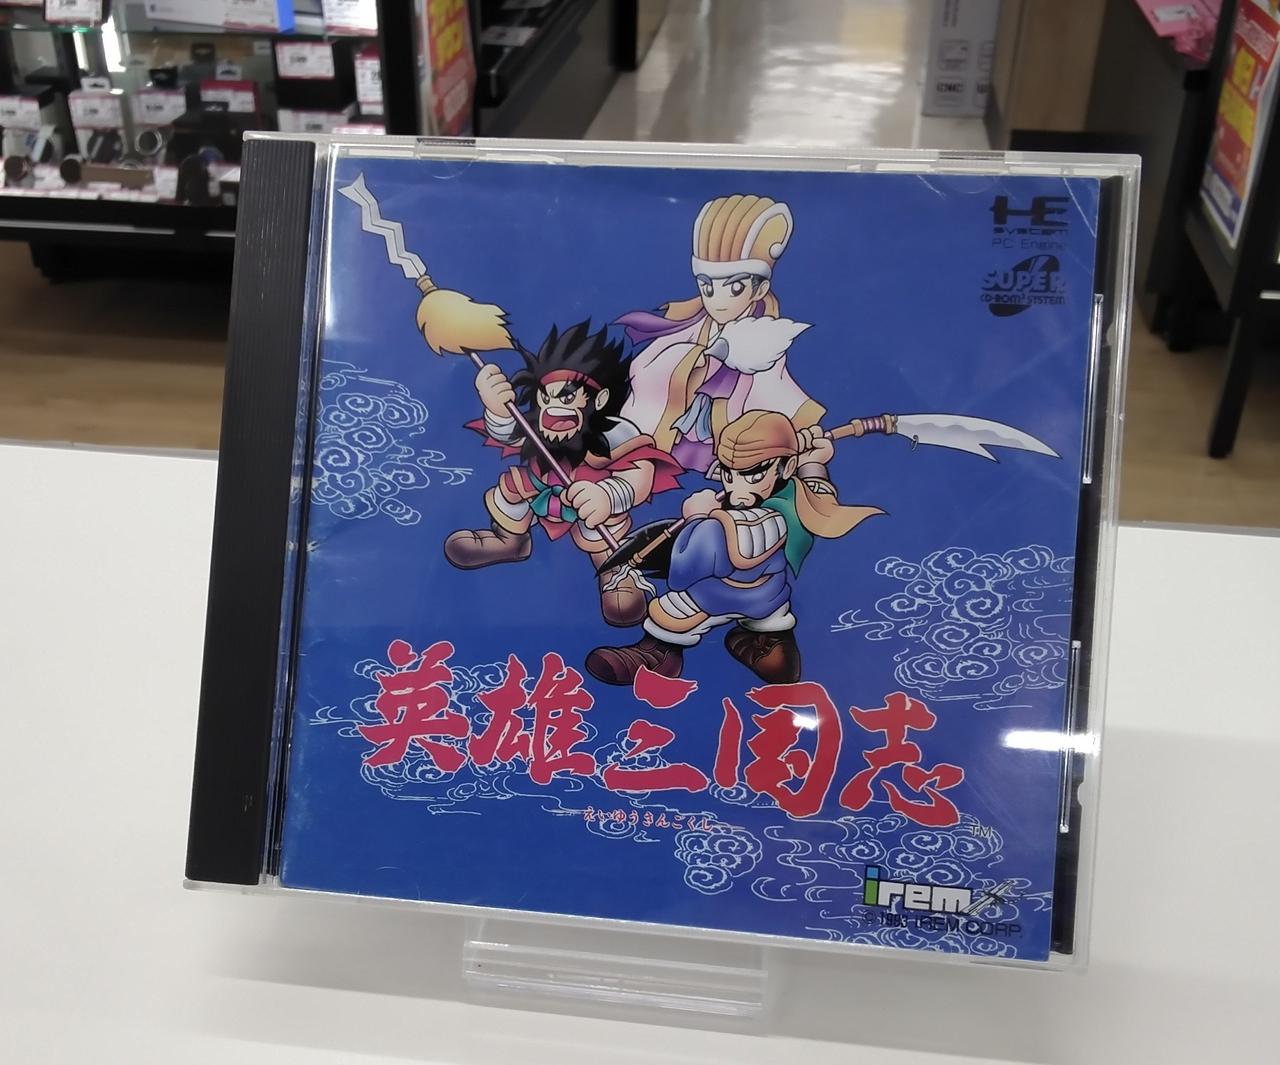 HE
system
PC Engine
SUPER
CD-ROM² SYSTEM
英雄三国志
えいゆうさんごくし
TM
irem
© 1993 IREM CORP.